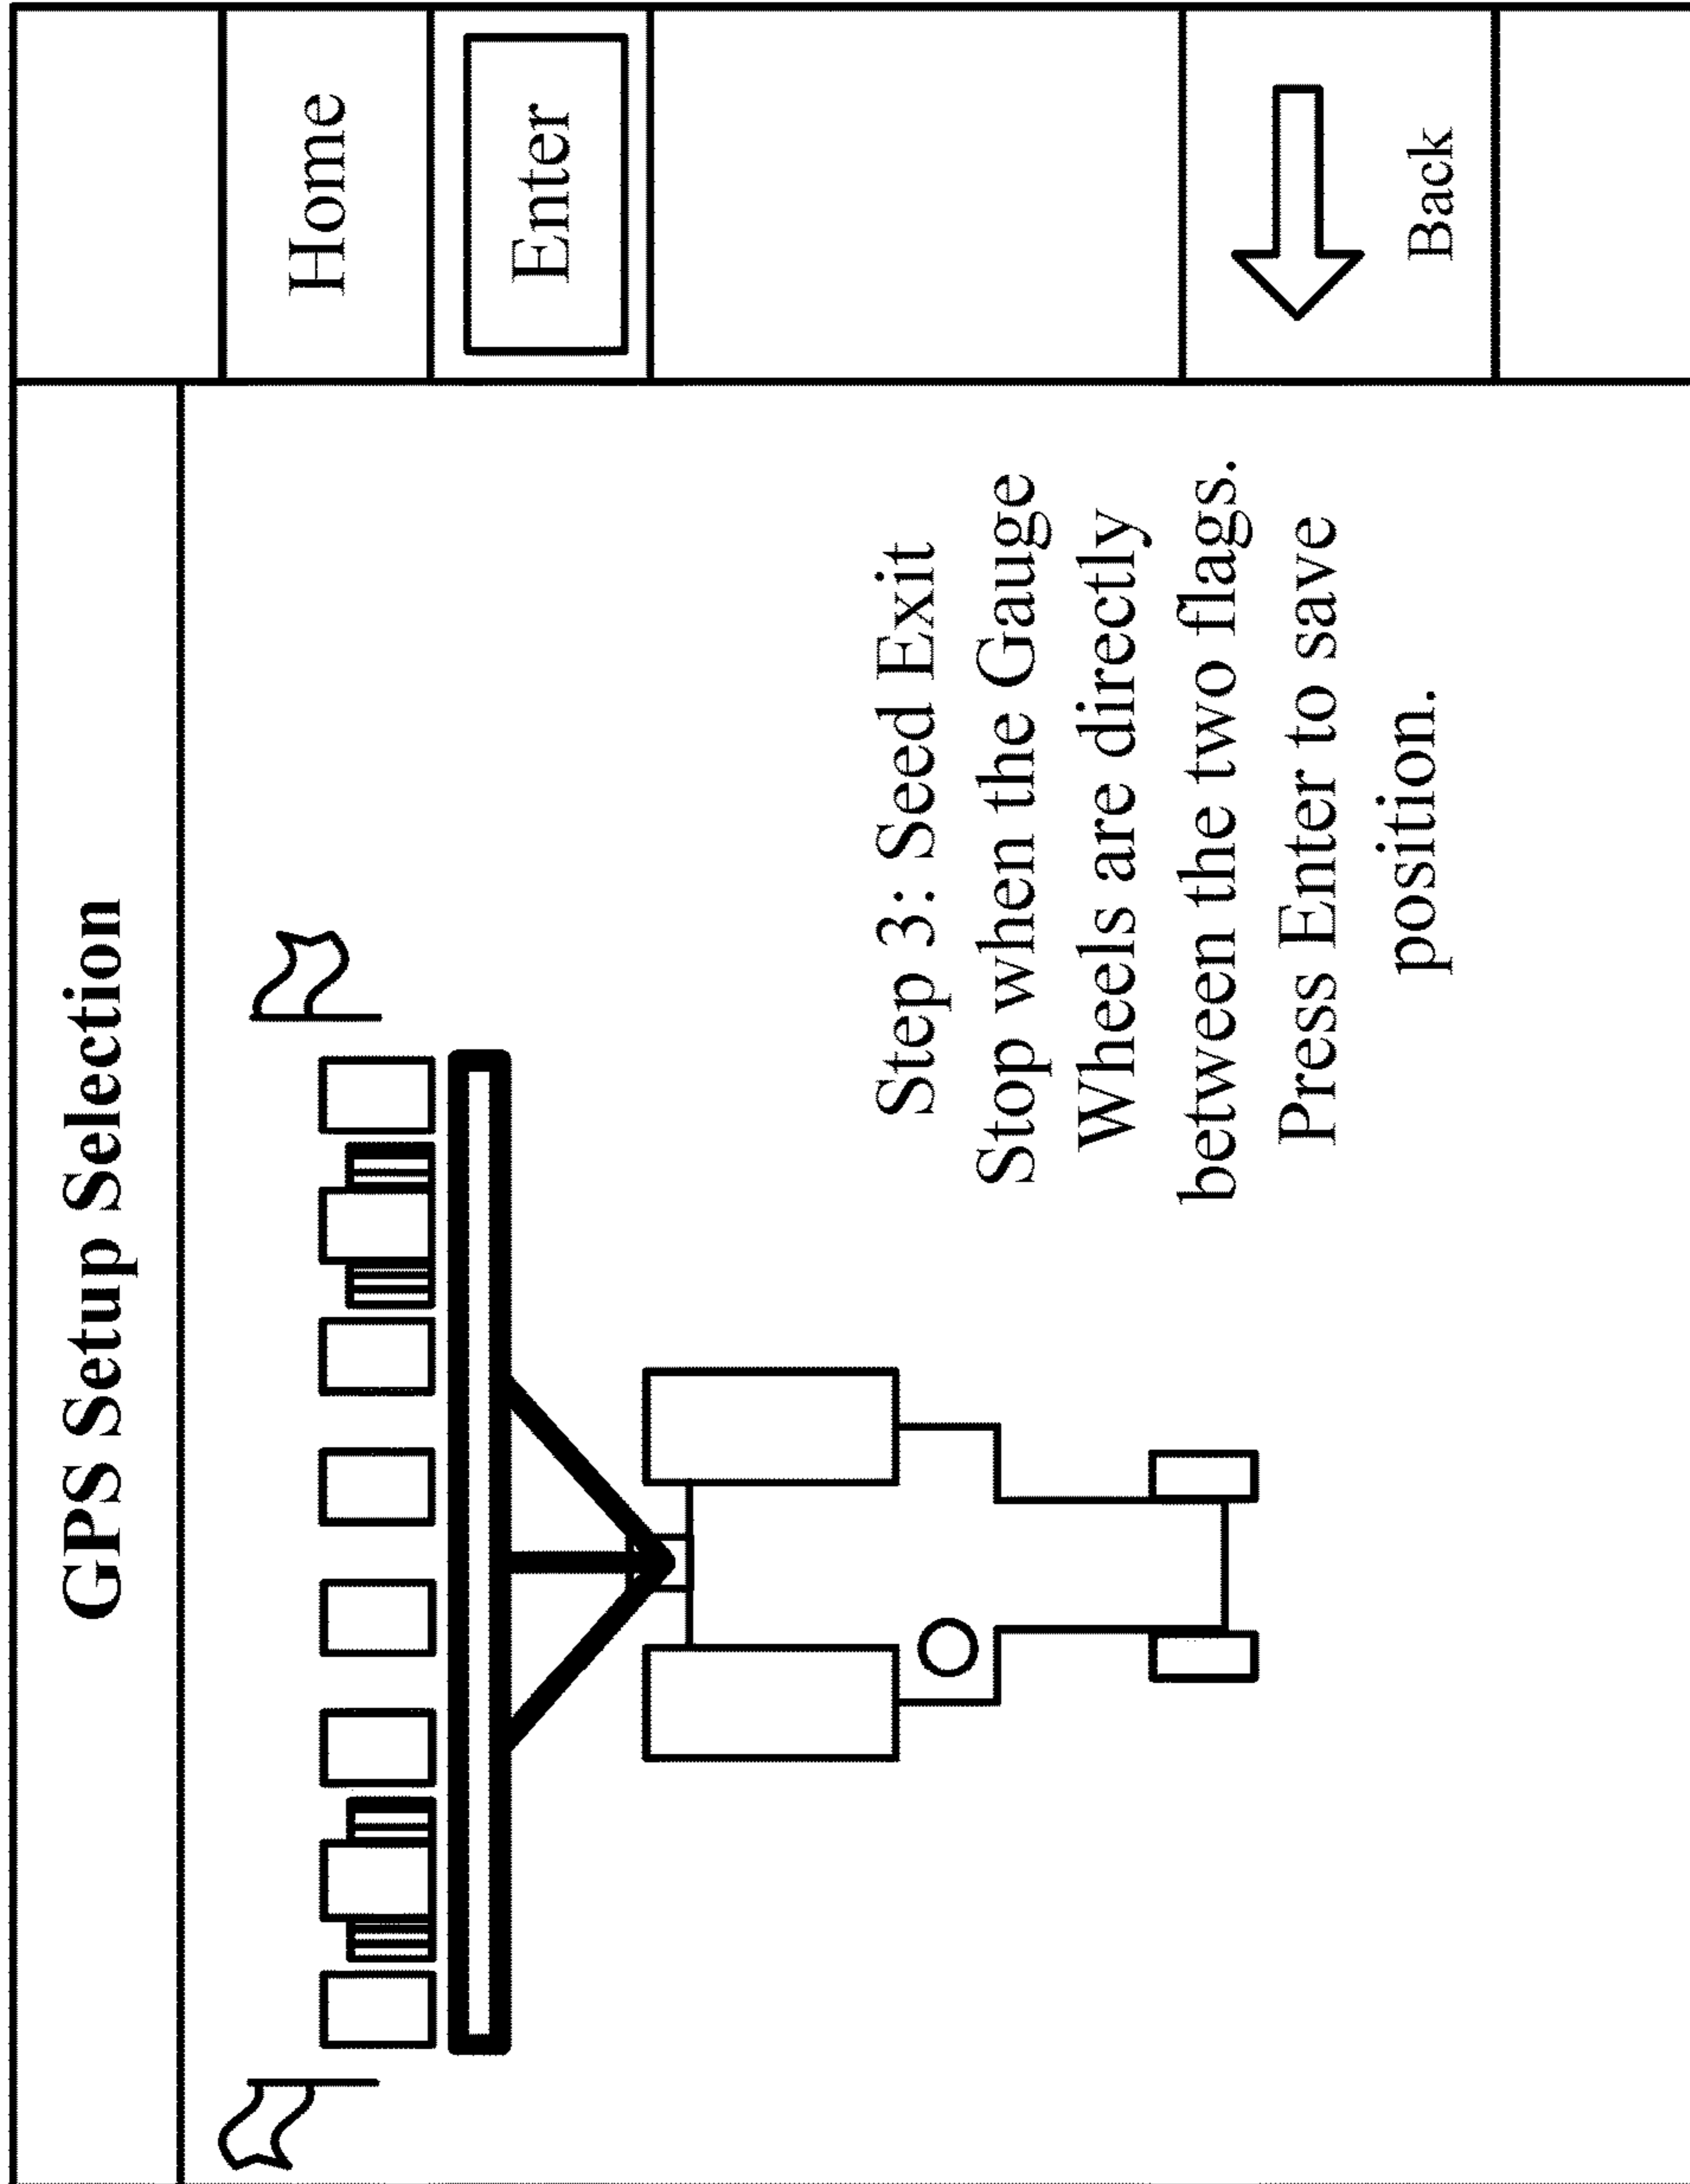 GPS Setup Selection
Step 3: Seed Exit
Stop when the Gauge
Wheels are directly
between the two flags.
Press Enter to save
position.
Home
Enter
Back